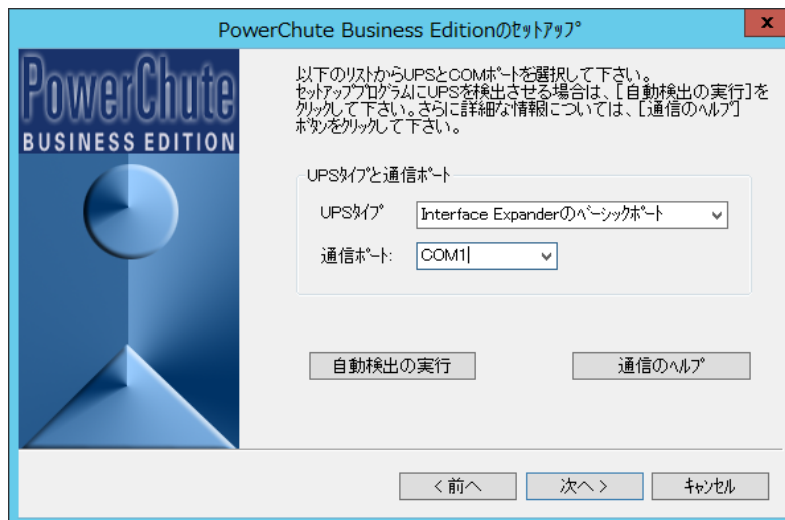 PowerChute Business Editionのｾｯﾄｱｯﾌﾟ
x
PowerChute
BUSINESS EDITION
以下のリストからUPSとCOMﾎﾟｰﾄを選択して下さい。
ｾｯﾄｱｯﾌﾟﾌﾟﾛｸﾞﾗﾑにUPSを検出させる場合は、[自動検出の実行]を
ｸﾘｯｸして下さい。さらに詳細な情報については、[通信のﾍﾙﾌﾟ]
ﾎﾞﾀﾝをｸﾘｯｸして下さい。
UPSﾀｲﾌﾟと通信ﾎﾟｰﾄ
UPSﾀｲﾌﾟ
Interface Expanderのﾍﾞｰｼｯｸﾎﾟｰﾄ
通信ﾎﾟｰﾄ:
COM1
自動検出の実行
通信のﾍﾙﾌﾟ
< 前へ
次へ >
ｷｬﾝｾﾙ